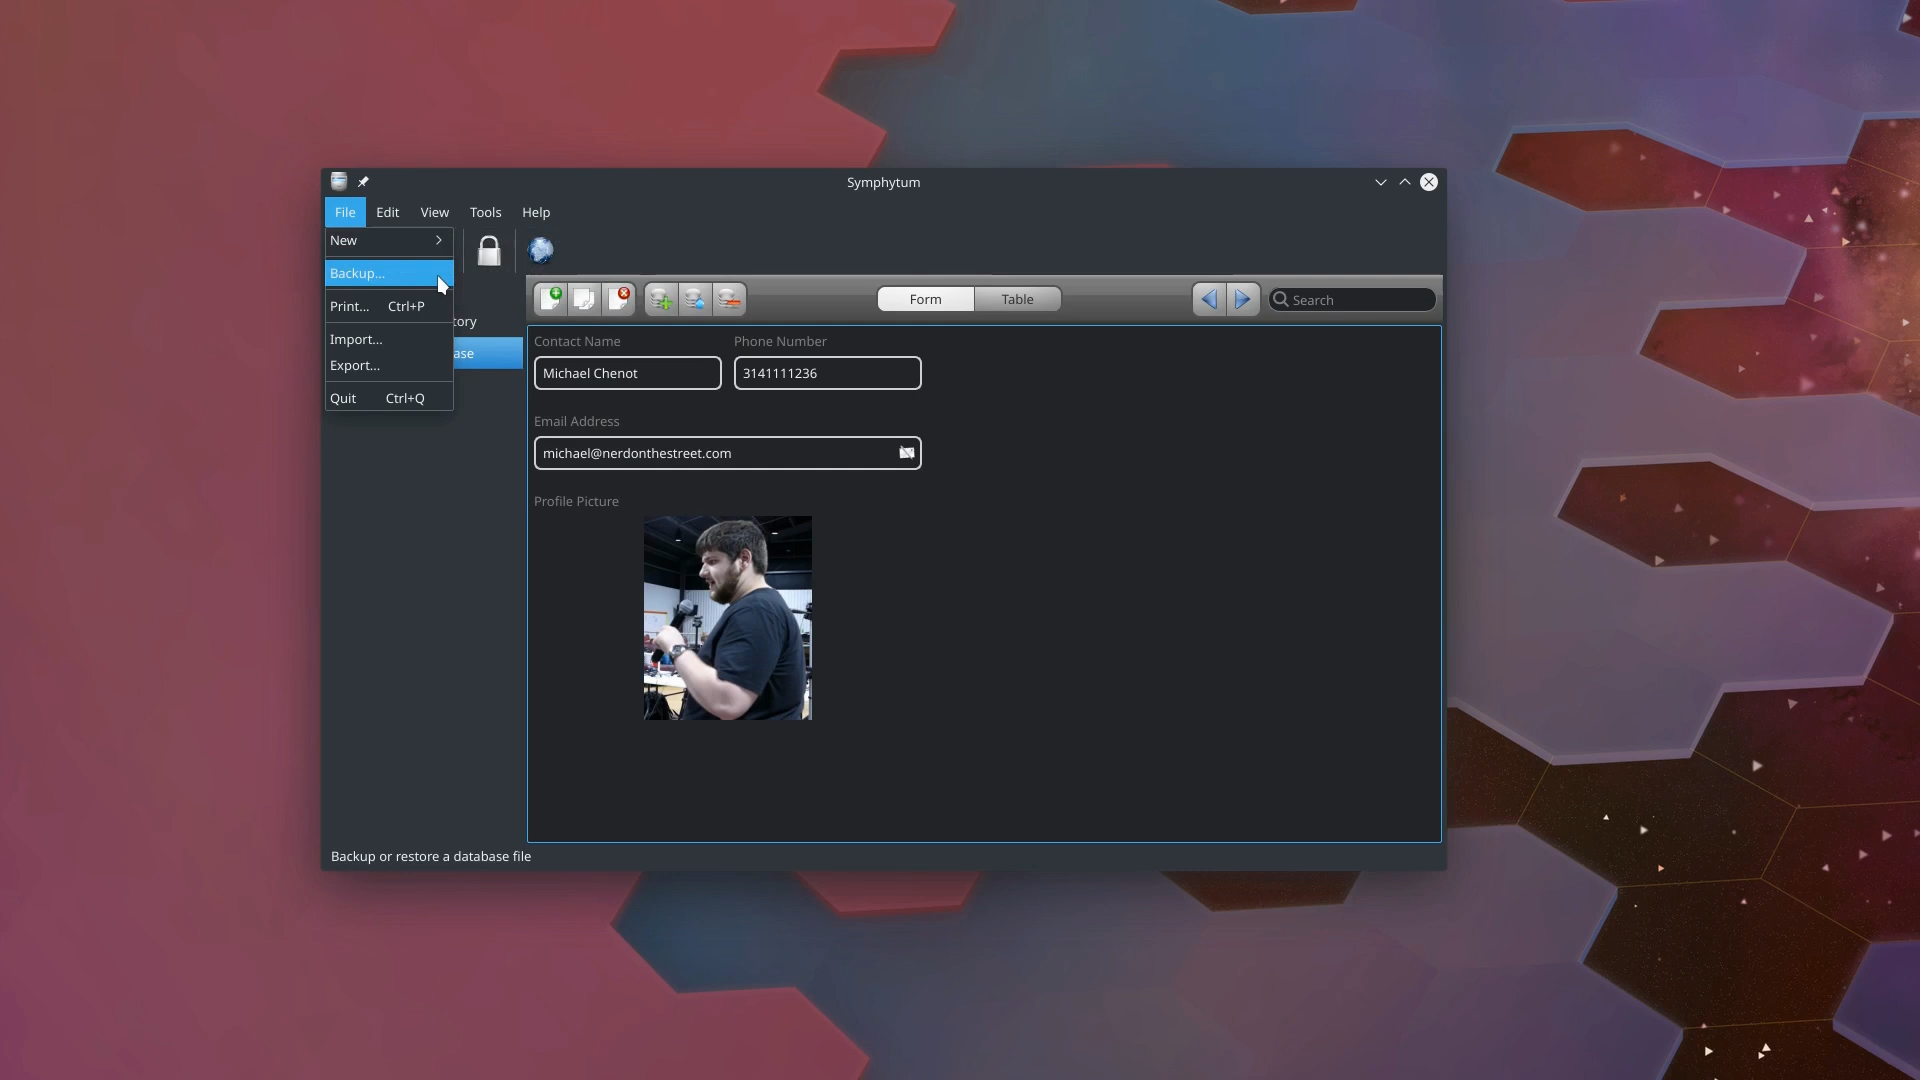 Symphytum
File Edit View Tools Help
New
Backup...
Print... Ctrl+P
Import...
Export...
Quit Ctrl+Q
tory
ase
Form Table
Search
Contact Name Phone Number
Michael Chenot 3141111236
Email Address
michael@nerdonthestreet.com
Profile Picture
Backup or restore a database file